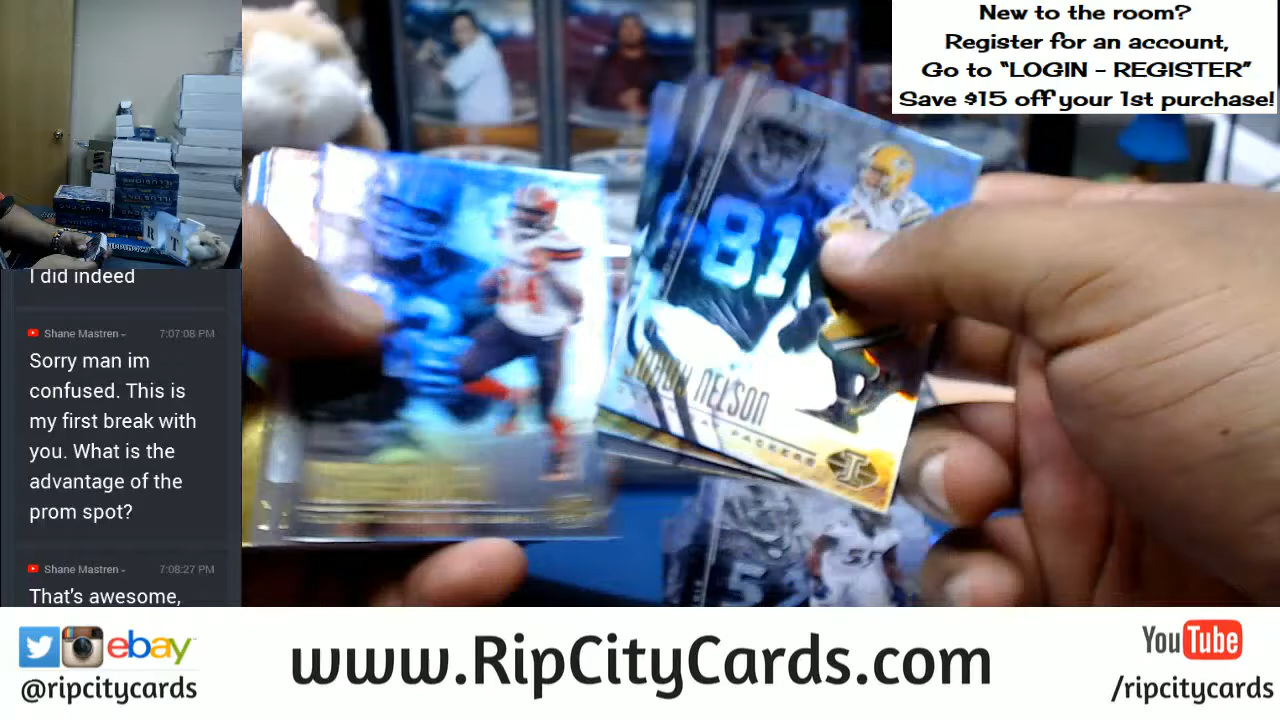 New to the room?
Register for an account,
Go to “LOGIN - REGISTER”
Save $15 off your 1st purchase!
I did indeed
Shane Mastren 7:07:08 PM
Sorry man im
confused. This is
my first break with
you. What is the
advantage of the
prom spot?
Shane Mastren 7:08:27 PM
That's awesome,
81
NELSON
PACKERS
ebay
@ripcitycards
www.RipCityCards.com
YouTube
/ripcitycards